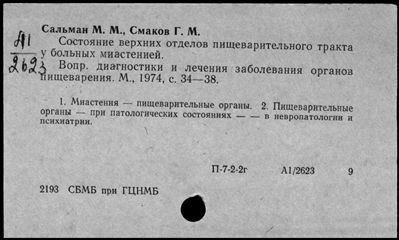 Сальман М. М., Смаков Г. М.
А1
2623
Состояние верхних отделов пищеварительного тракта
у больных миастенией.
Вопр. диагностики и лечения заболевания органов
пищеварения. М., 1974, с. 34—38.
1. Миастения — пищеварительные органы. 2. Пищеварительные
органы — при патологических состояниях — — в невропатологии и
психиатрии.
П-7-2-2г А1/2623 9
2193 СБМБ при ГЦНМБ